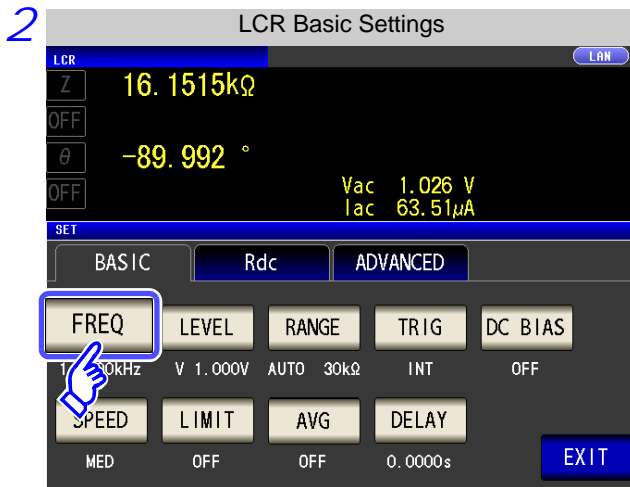 2
LCR Basic Settings
LCR
LAN
Z 16.1515kΩ
OFF
θ -89.992 °
OFF
Vac 1.026 V
Iac 63.51μA
SET
BASIC Rdc ADVANCED
FREQ LEVEL RANGE TRIG DC BIAS
V 1.000V AUTO 30kΩ INT OFF
SPEED LIMIT AVG DELAY
MED OFF OFF 0.0000s
EXIT